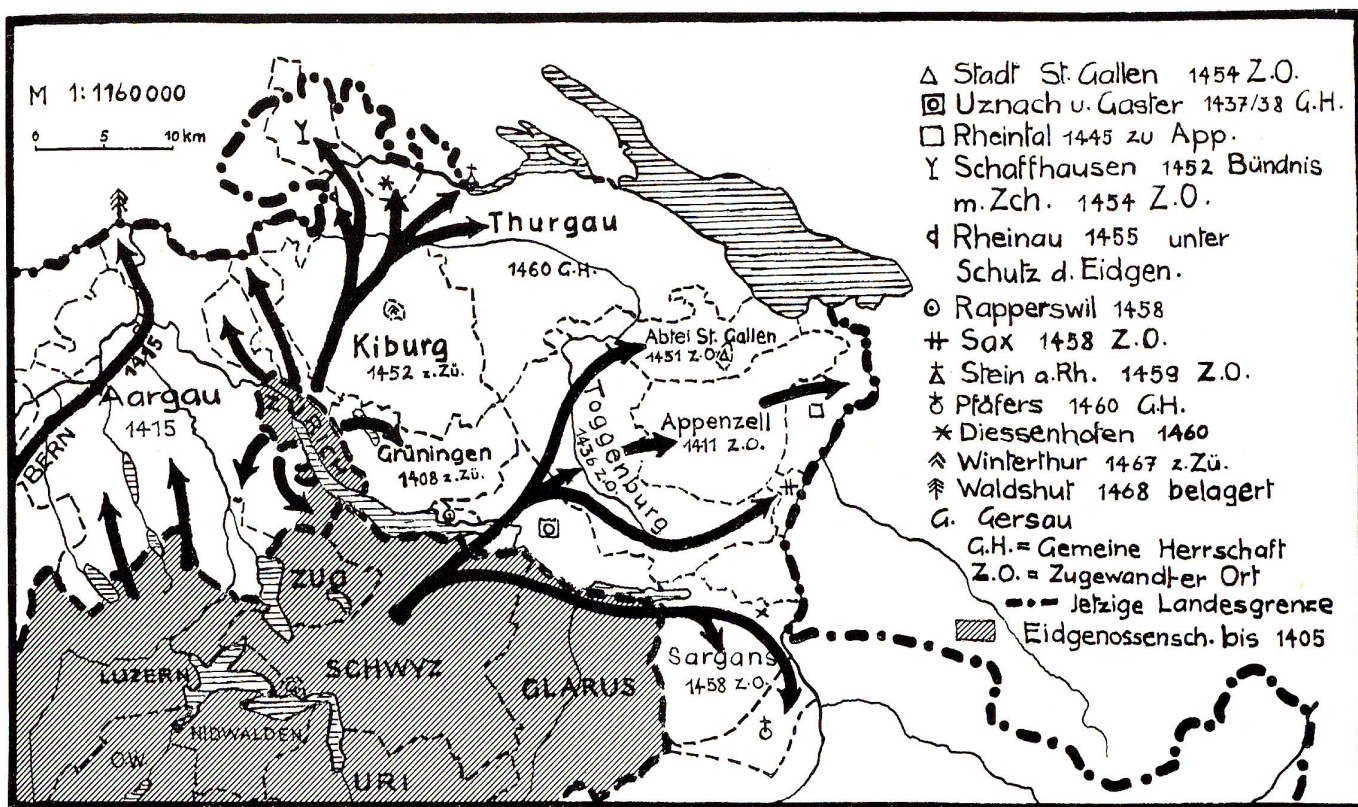 M 1:1160000
0 5 10 km
Thurgau
1460 G.H.
Kiburg
1452 z.Zü.
Aargau
1415
1415
BERN
ZÜRICH
Grüningen
1408 z.Zü.
Abtei St. Gallen
1451 Z.O.
Toggenburg
1436 Z.O.
Appenzell
1411 Z.O.
ZUG
LUZERN
SCHWYZ
GLARUS
Sargans
1458 Z.O.
NIDWALDEN
OW.
URI
Stadt St. Gallen 1454 Z.O.
Uznach u. Gaster 1437/38 G.H.
Rheintal 1445 zu App.
Schaffhausen 1452 Bündnis
m. Zch. 1454 Z.O.
Rheinau 1455 unter
Schutz d. Eidgen.
Rapperswil 1458
Sax 1458 Z.O.
Stein a.Rh. 1459 Z.O.
Pfäfers 1460 G.H.
Diessenhofen 1460
Winterthur 1467 z.Zü.
Waldshut 1468 belagert
G. Gersau
G.H. = Gemeine Herrschaft
Z.O. = Zugewandter Ort
Jetzige Landesgrenze
Eidgenossensch. bis 1405